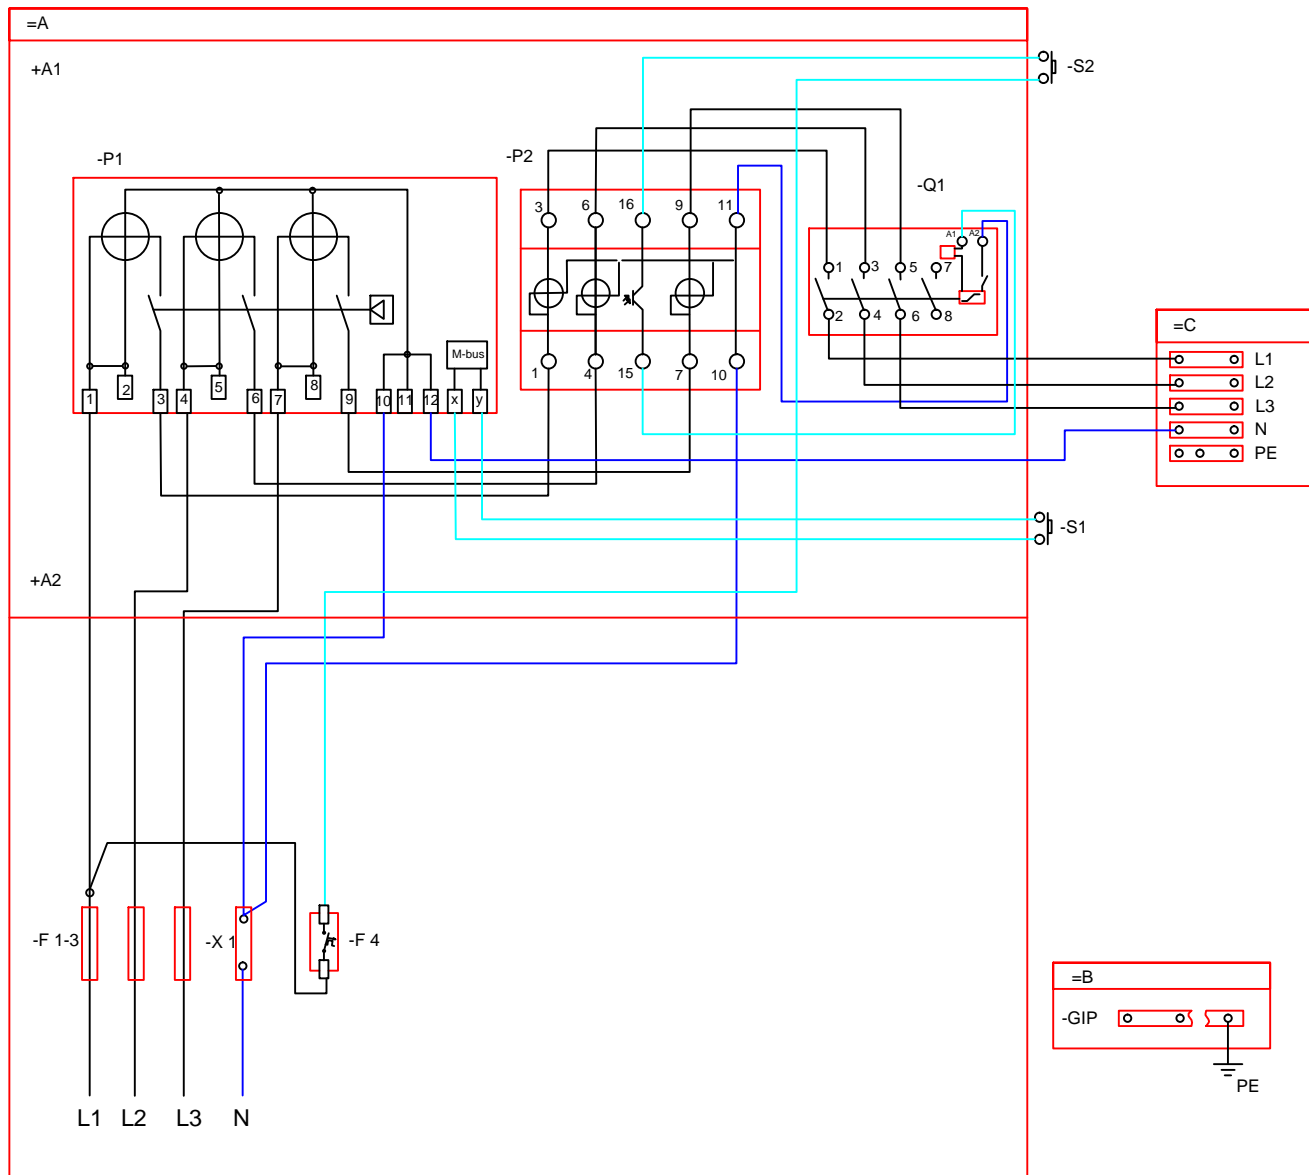 =A
+A1
-S2
-P1
-P2
-Q1
3 6 16 9 11
A1 A2
1 3 5 7
2 4 6 8
=C
L1
L2
L3
N
PE
M-bus
1 4 15 7 10
1 2 3 4 5 6 7 8 9 10 11 12 x y
-S1
+A2
-F 1-3
-X 1
-F 4
=B
-GIP
PE
L1 L2 L3 N